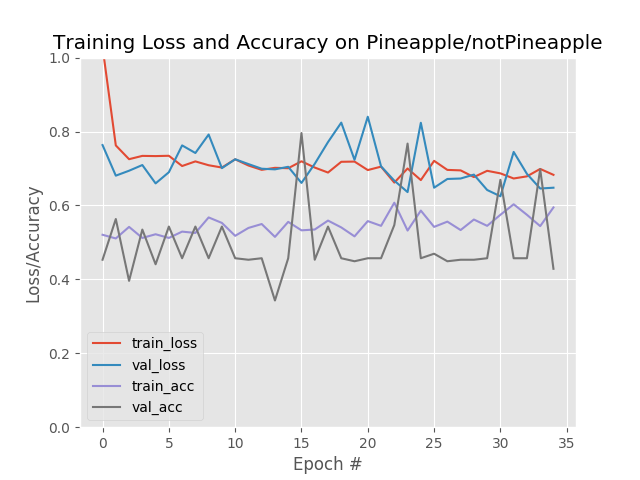 Training Loss and Accuracy on Pineapple/notPineapple
1.0
0.8
0.6
0.4
0.2
0.0
Loss/Accuracy
train_loss
val_loss
train_acc
val_acc
0 5 10 15 20 25 30 35
Epoch #